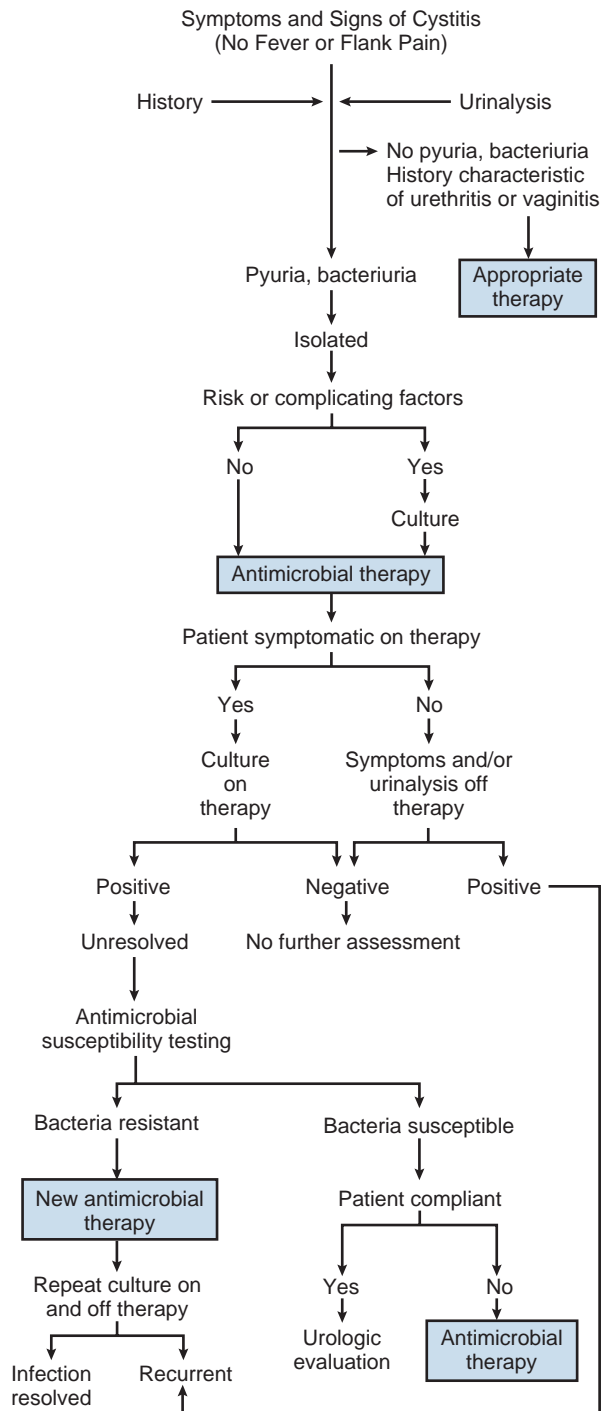 Symptoms and Signs of Cystitis
(No Fever or Flank Pain)
History
Urinalysis
No pyuria, bacteriuria
History characteristic
of urethritis or vaginitis
Pyuria, bacteriuria
Appropriate
therapy
Isolated
Risk or complicating factors
No
Yes
Culture
Antimicrobial therapy
Patient symptomatic on therapy
Yes
No
Culture
on
therapy
Symptoms and/or
urinalysis off
therapy
Positive
Negative
Positive
Unresolved
No further assessment
Antimicrobial
susceptibility testing
Bacteria resistant
Bacteria susceptible
New antimicrobial
therapy
Patient compliant
Repeat culture on
and off therapy
Yes
No
Urologic
evaluation
Antimicrobial
therapy
Infection
resolved
Recurrent